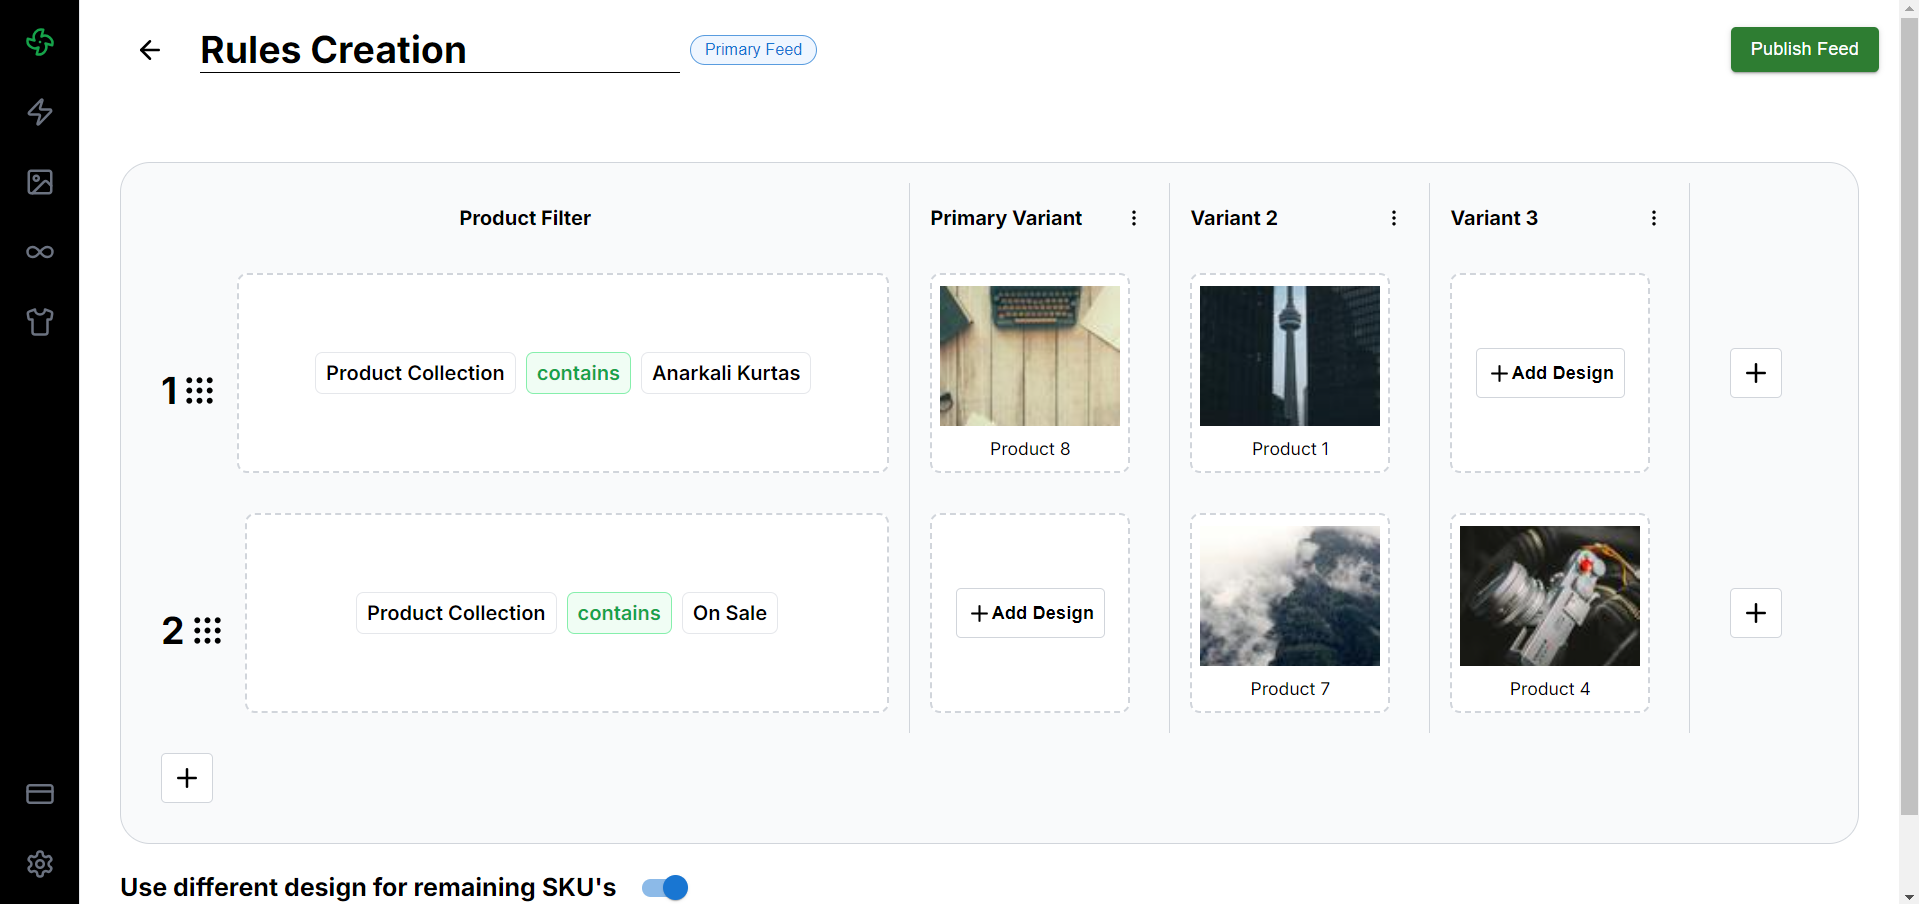 Rules Creation
Primary Feed
Publish Feed
Product Filter
Primary Variant
Variant 2
Variant 3
1
Product Collection contains Anarkali Kurtas
Product 8
Product 1
Add Design
2
Product Collection contains On Sale
Add Design
Product 7
Product 4
Use different design for remaining SKU's